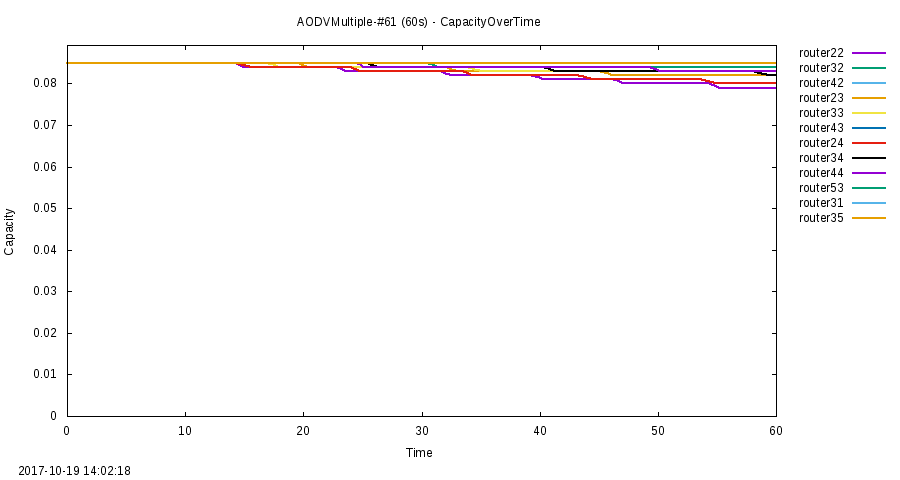 AODVMultiple-#61 (60s) - CapacityOverTime
router22
router32
router42
router23
router33
router43
router24
router34
router44
router53
router31
router35
0.08
0.07
0.06
0.05
0.04
0.03
0.02
0.01
0
Capacity
0 10 20 30 40 50 60
Time
2017-10-19 14:02:18